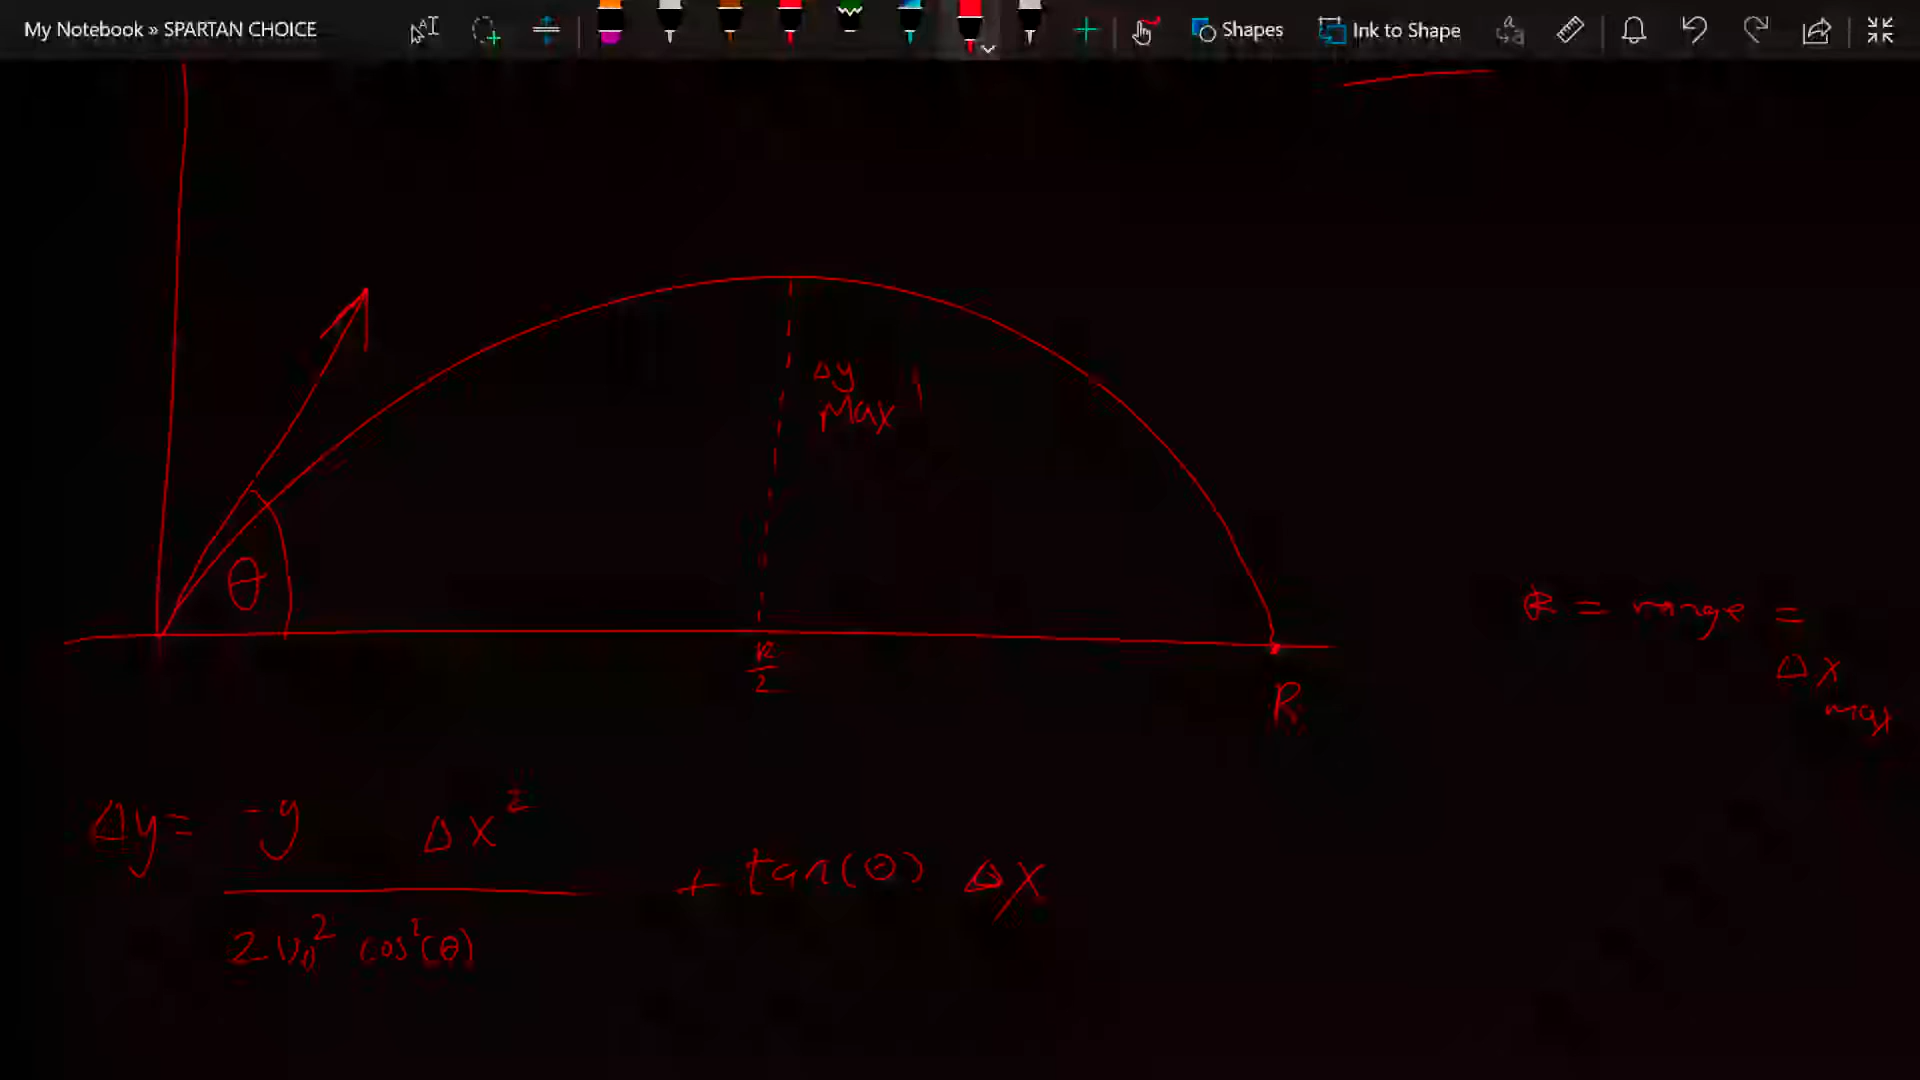 My Notebook » SPARTAN CHOICE
Shapes
Ink to Shape
Δy
Max
θ
R = range =
Δx
max
R/2
R
Δy = -g Δx² / 2v₀² cos²(θ) + tan(θ) Δx